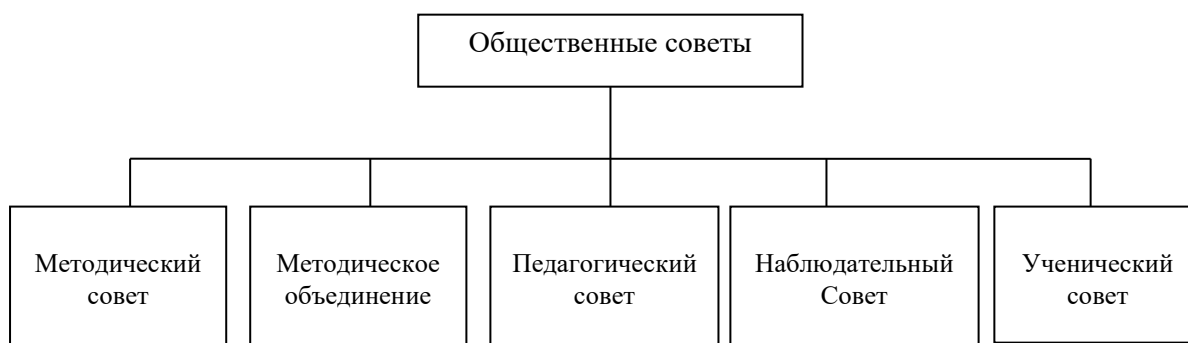 Общественные советы
Методический
совет
Методическое
объединение
Педагогический
совет
Наблюдательный
Совет
Ученический
совет